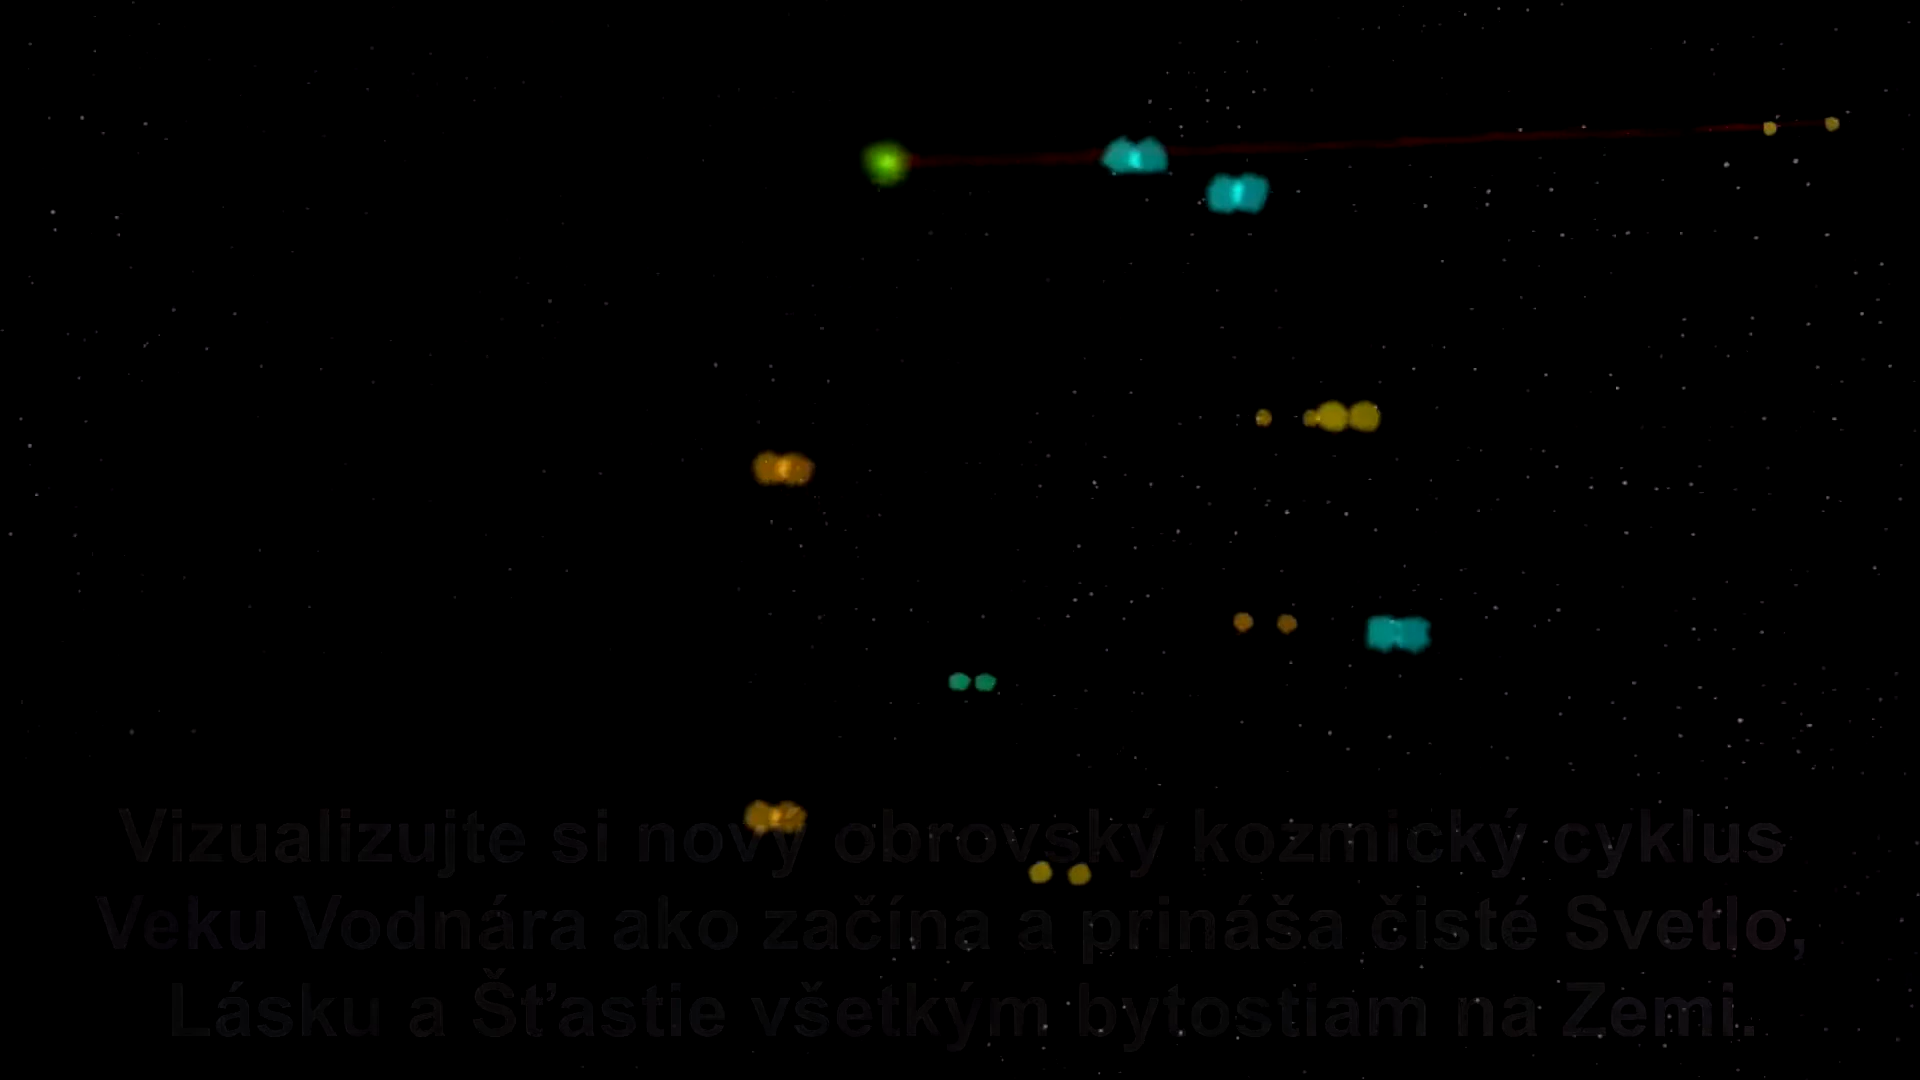 Vizualizujte si nový obrovský kozmický cyklus
Veku Vodnára ako začína a prináša čisté Svetlo,
Lásku a Šťastie všetkým bytostiam na Zemi.